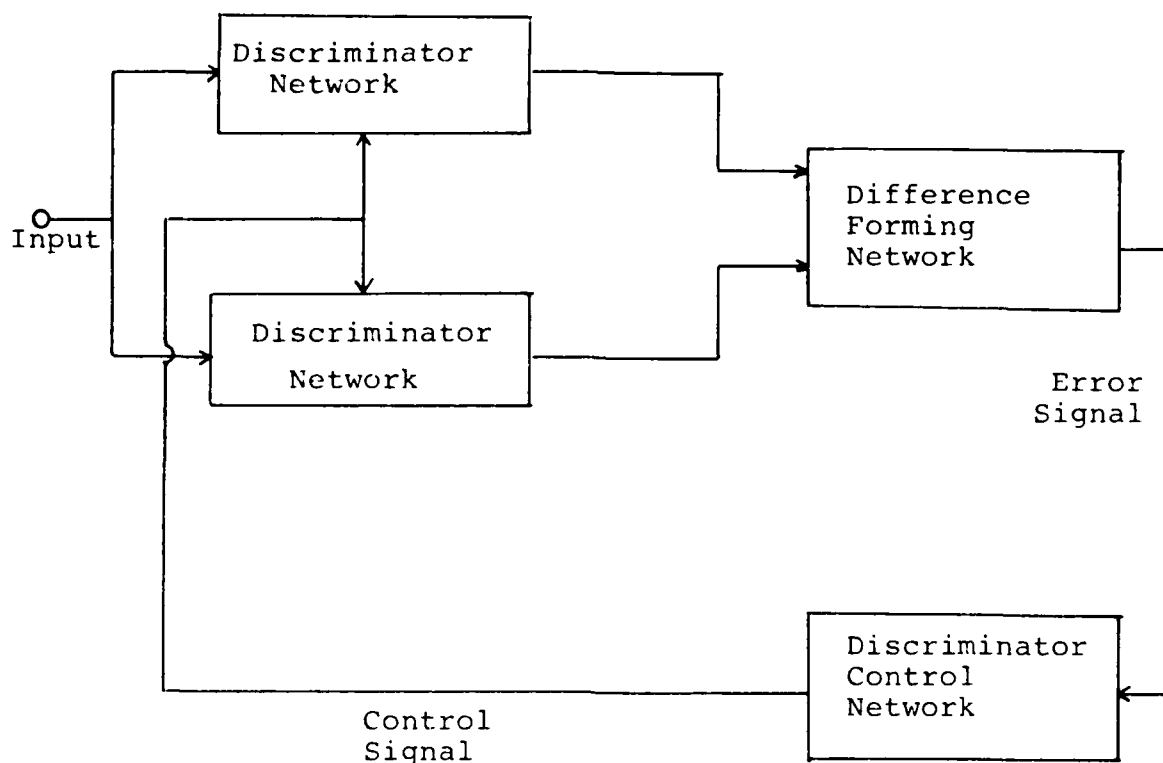 Discriminator
Network
Input
Discriminator
Network
Difference
Forming
Network
Error
Signal
Discriminator
Control
Network
Control
Signal